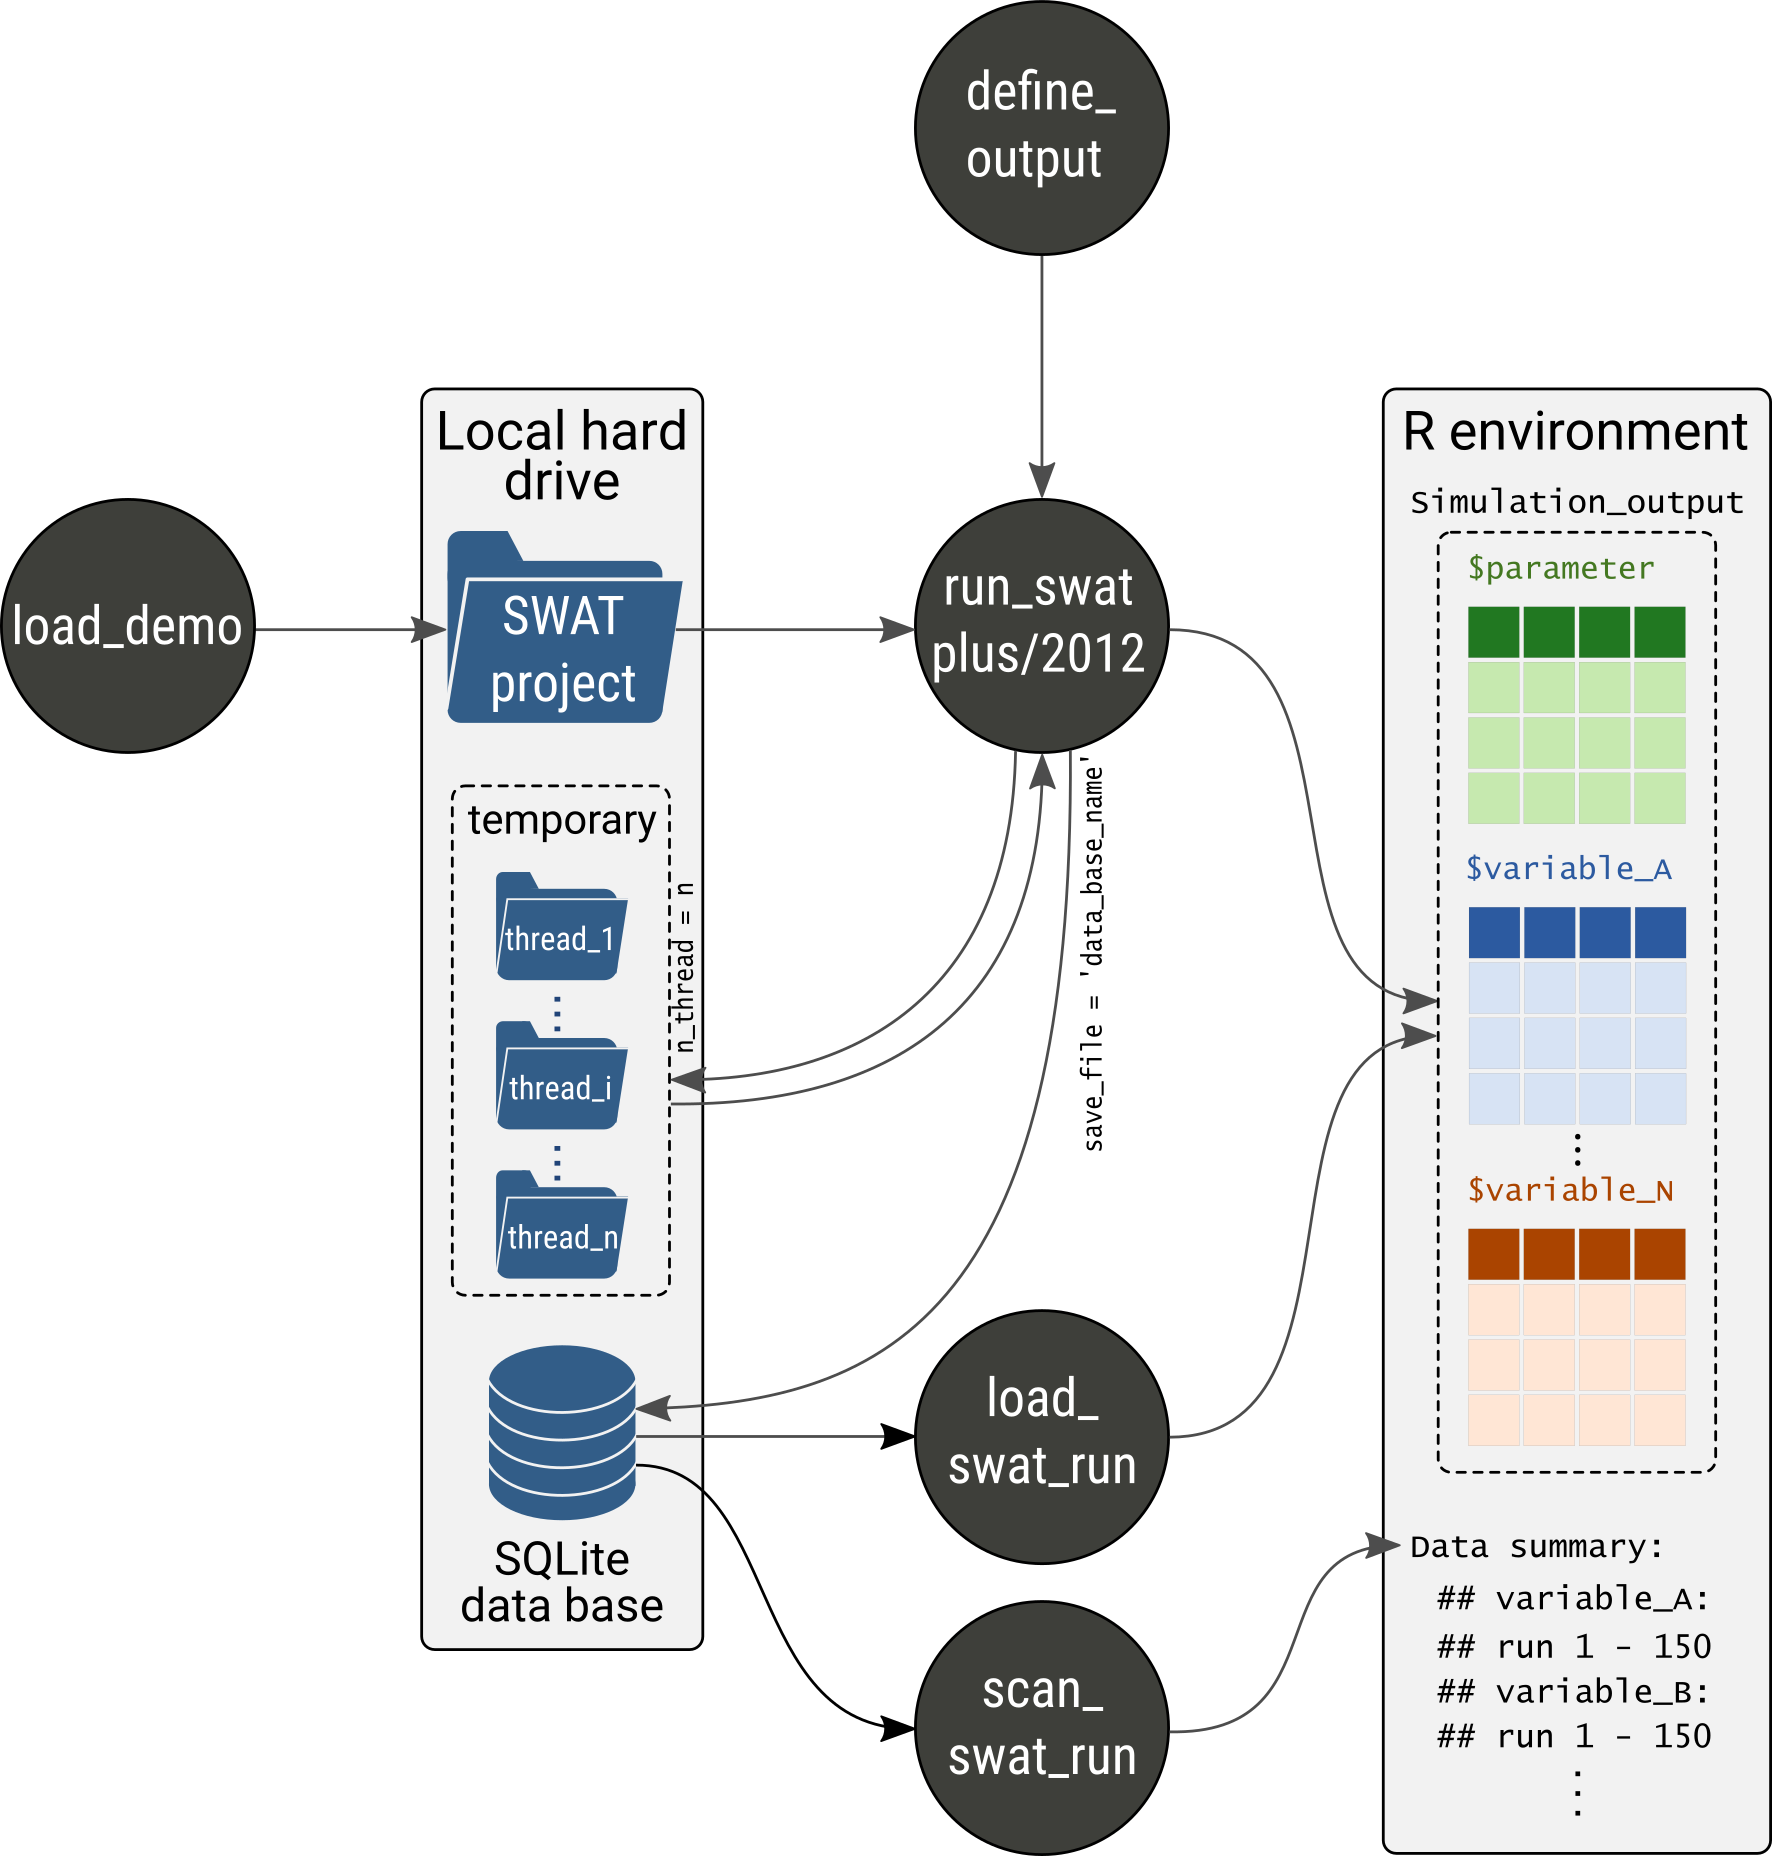 define_
output
load_demo
Local hard
drive
SWAT
project
temporary
thread_1
thread_i
thread_n
n_thread = n
SQLite
data base
run_swat
plus/2012
save_file = 'data_base_name'
load_
swat_run
scan_
swat_run
R environment
Simulation_output
$parameter
$variable_A
$variable_N
Data summary:
## variable_A:
## run 1 - 150
## variable_B:
## run 1 - 150